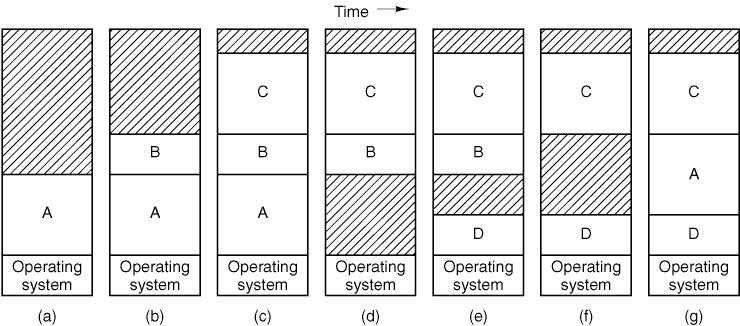 Time
A
Operating
system
(a)
B
A
Operating
system
(b)
C
B
A
Operating
system
(c)
C
B
Operating
system
(d)
C
B
D
Operating
system
(e)
C
D
Operating
system
(f)
C
A
D
Operating
system
(g)